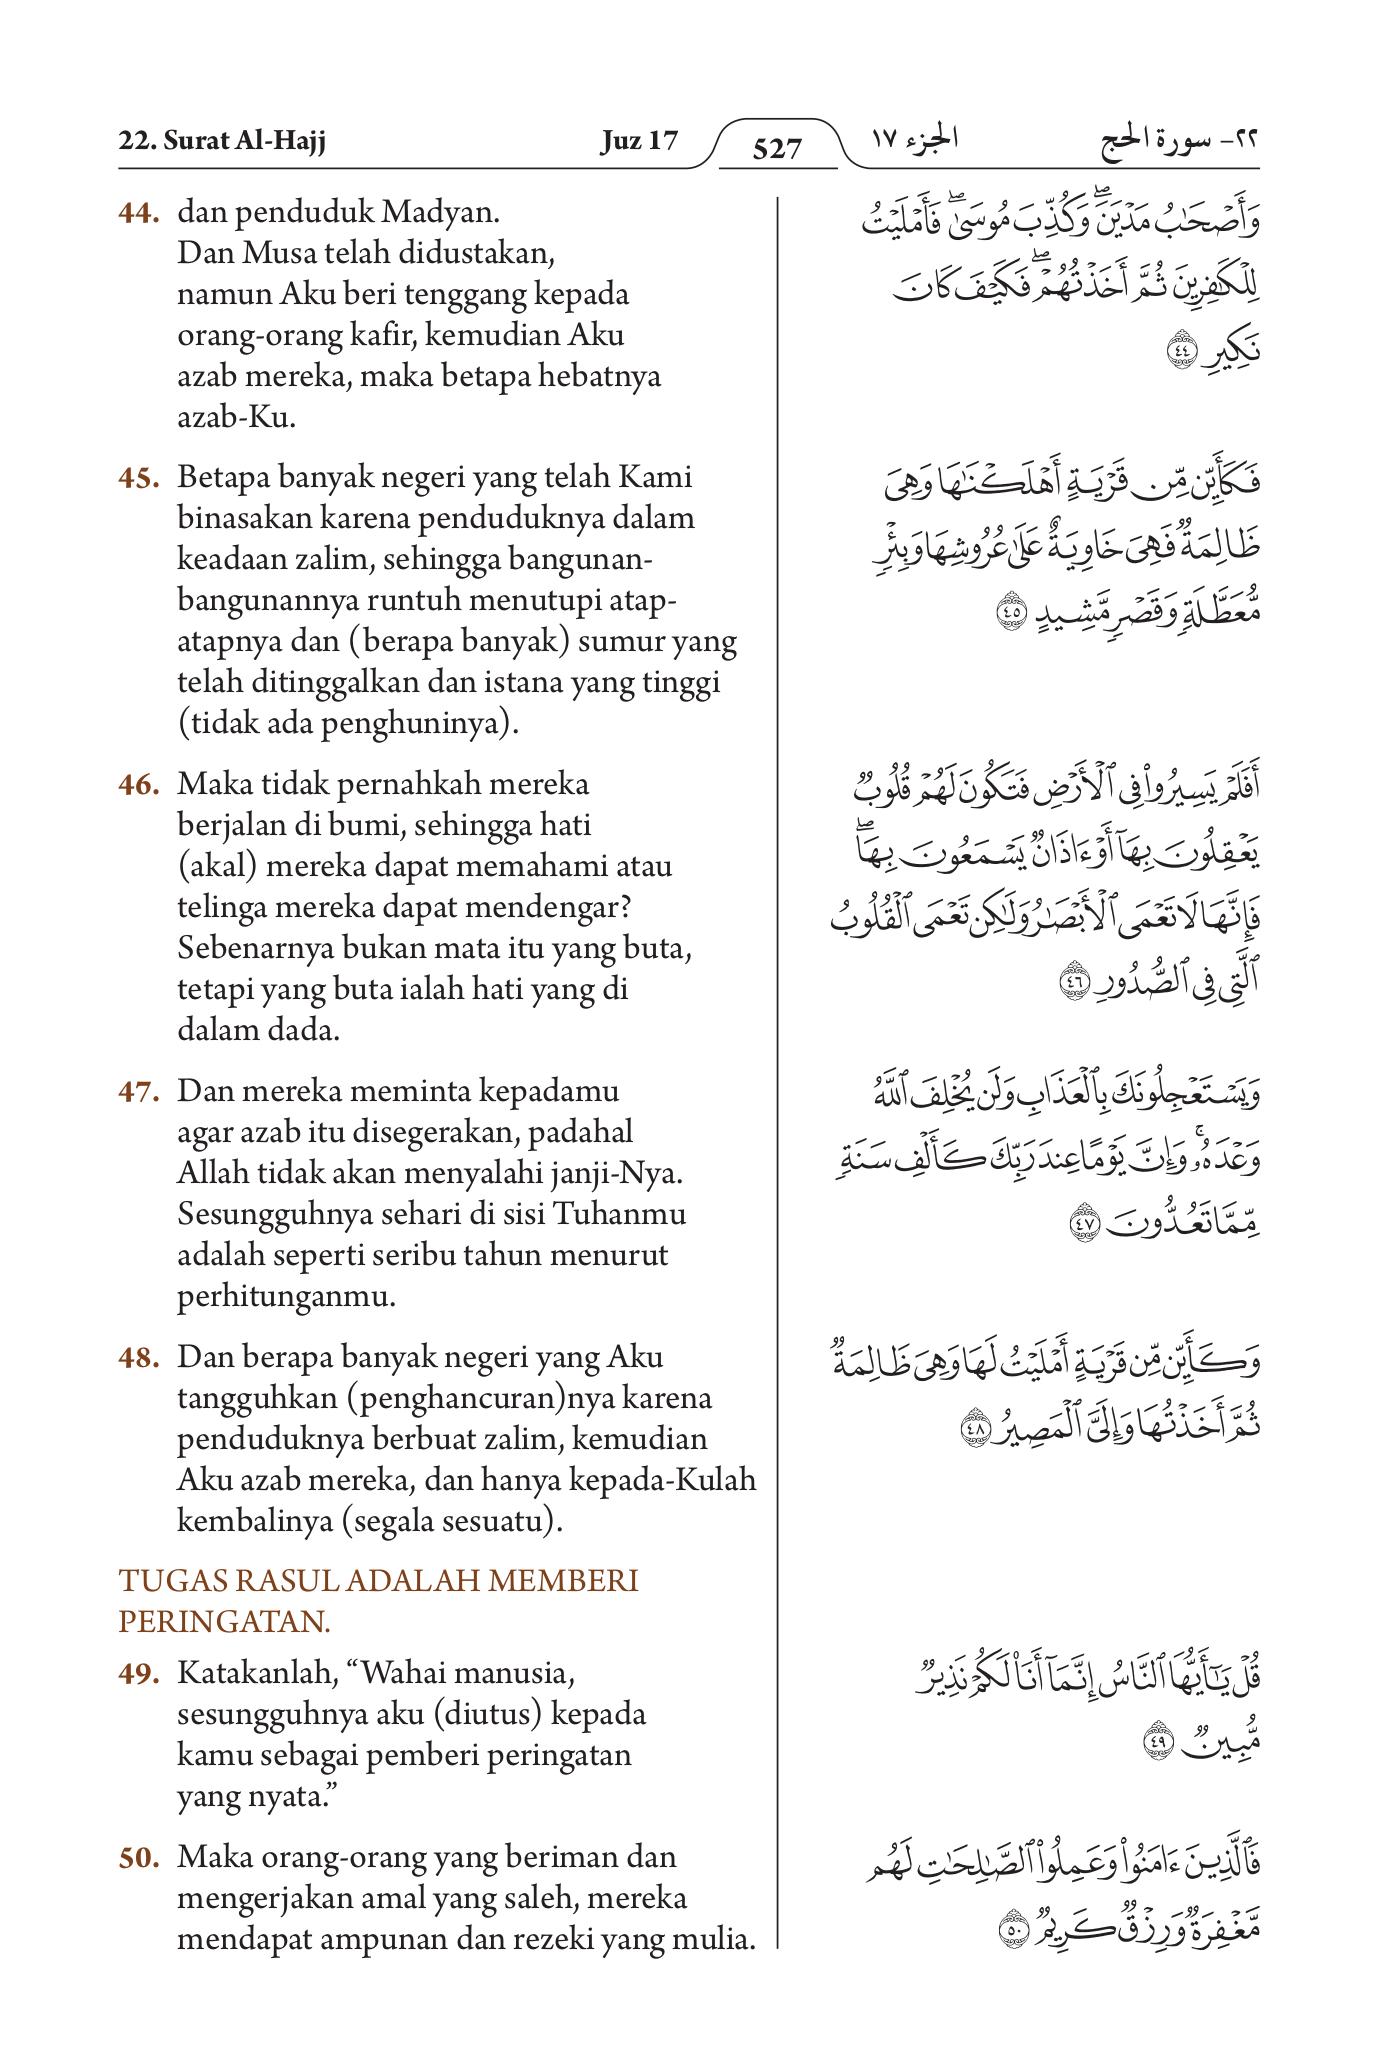 22. Surat Al-Hajj
Juz 17
527
الجزء ١٧
٢٢- سورة الحج
44. dan penduduk Madyan.
Dan Musa telah didustakan,
namun Aku beri tenggang kepada
orang-orang kafir, kemudian Aku
azab mereka, maka betapa hebatnya
azab-Ku.
45. Betapa banyak negeri yang telah Kami
binasakan karena penduduknya dalam
keadaan zalim, sehingga bangunan-
bangunannya runtuh menutupi atap-
atapnya dan (berapa banyak) sumur yang
telah ditinggalkan dan istana yang tinggi
(tidak ada penghuninya).
46. Maka tidak pernahkah mereka
berjalan di bumi, sehingga hati
(akal) mereka dapat memahami atau
telinga mereka dapat mendengar?
Sebenarnya bukan mata itu yang buta,
tetapi yang buta ialah hati yang di
dalam dada.
47. Dan mereka meminta kepadamu
agar azab itu disegerakan, padahal
Allah tidak akan menyalahi janji-Nya.
Sesungguhnya sehari di sisi Tuhanmu
adalah seperti seribu tahun menurut
perhitunganmu.
48. Dan berapa banyak negeri yang Aku
tangguhkan (penghancuran)nya karena
penduduknya berbuat zalim, kemudian
Aku azab mereka, dan hanya kepada-Kulah
kembalinya (segala sesuatu).
TUGAS RASUL ADALAH MEMBERI
PERINGATAN.
49. Katakanlah, “Wahai manusia,
sesungguhnya aku (diutus) kepada
kamu sebagai pemberi peringatan
yang nyata.”
50. Maka orang-orang yang beriman dan
mengerjakan amal yang saleh, mereka
mendapat ampunan dan rezeki yang mulia.
وَأَصْحَٰبُ مَدْيَنَۖ وَكُذِّبَ مُوسَىٰۖ فَأَمْلَيْتُ
لِلْكَٰفِرِينَ ثُمَّ أَخَذْتُهُمْۖ فَكَيْفَ كَانَ
نَكِيرِ ٤٤
فَكَأَيِّن مِّن قَرْيَةٍ أَهْلَكْنَٰهَا وَهِىَ
ظَالِمَةٌ فَهِىَ خَاوِيَةٌ عَلَىٰ عُرُوشِهَا وَبِئْرٍ
مُّعَطَّلَةٍ وَقَصْرٍ مَّشِيدٍ ٤٥
أَفَلَمْ يَسِيرُوا۟ فِى ٱلْأَرْضِ فَتَكُونَ لَهُمْ قُلُوبٌ
يَعْقِلُونَ بِهَآ أَوْ ءَاذَانٌ يَسْمَعُونَ بِهَاۖ
فَإِنَّهَا لَا تَعْمَى ٱلْأَبْصَٰرُ وَلَٰكِن تَعْمَى ٱلْقُلُوبُ
ٱلَّتِى فِى ٱلصُّدُورِ ٤٦
وَيَسْتَعْجِلُونَكَ بِٱلْعَذَابِ وَلَن يُخْلِفَ ٱللَّهُ
وَعْدَهُۥۚ وَإِنَّ يَوْمًا عِندَ رَبِّكَ كَأَلْفِ سَنَةٍ
مِّمَّا تَعُدُّونَ ٤٧
وَكَأَيِّن مِّن قَرْيَةٍ أَمْلَيْتُ لَهَا وَهِىَ ظَالِمَةٌ
ثُمَّ أَخَذْتُهَا وَإِلَىَّ ٱلْمَصِيرُ ٤٨
قُلْ يَٰٓأَيُّهَا ٱلنَّاسُ إِنَّمَآ أَنَا۠ لَكُمْ نَذِيرٌ
مُّبِينٌ ٤٩
فَٱلَّذِينَ ءَامَنُوا۟ وَعَمِلُوا۟ ٱلصَّٰلِحَٰتِ لَهُم
مَّغْفِرَةٌ وَرِزْقٌ كَرِيمٌ ٥٠